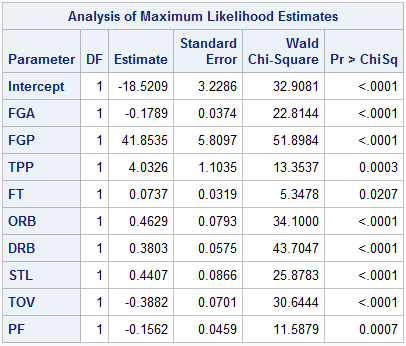 Analysis of Maximum Likelihood Estimates
Parameter DF Estimate Standard Error Wald Chi-Square Pr > ChiSq
Intercept 1 -18.5209 3.2286 32.9081 <.0001
FGA 1 -0.1789 0.0374 22.8144 <.0001
FGP 1 41.8535 5.8097 51.8984 <.0001
TPP 1 4.0326 1.1035 13.3537 0.0003
FT 1 0.0737 0.0319 5.3478 0.0207
ORB 1 0.4629 0.0793 34.1000 <.0001
DRB 1 0.3803 0.0575 43.7047 <.0001
STL 1 0.4407 0.0866 25.8783 <.0001
TOV 1 -0.3882 0.0701 30.6444 <.0001
PF 1 -0.1562 0.0459 11.5879 0.0007